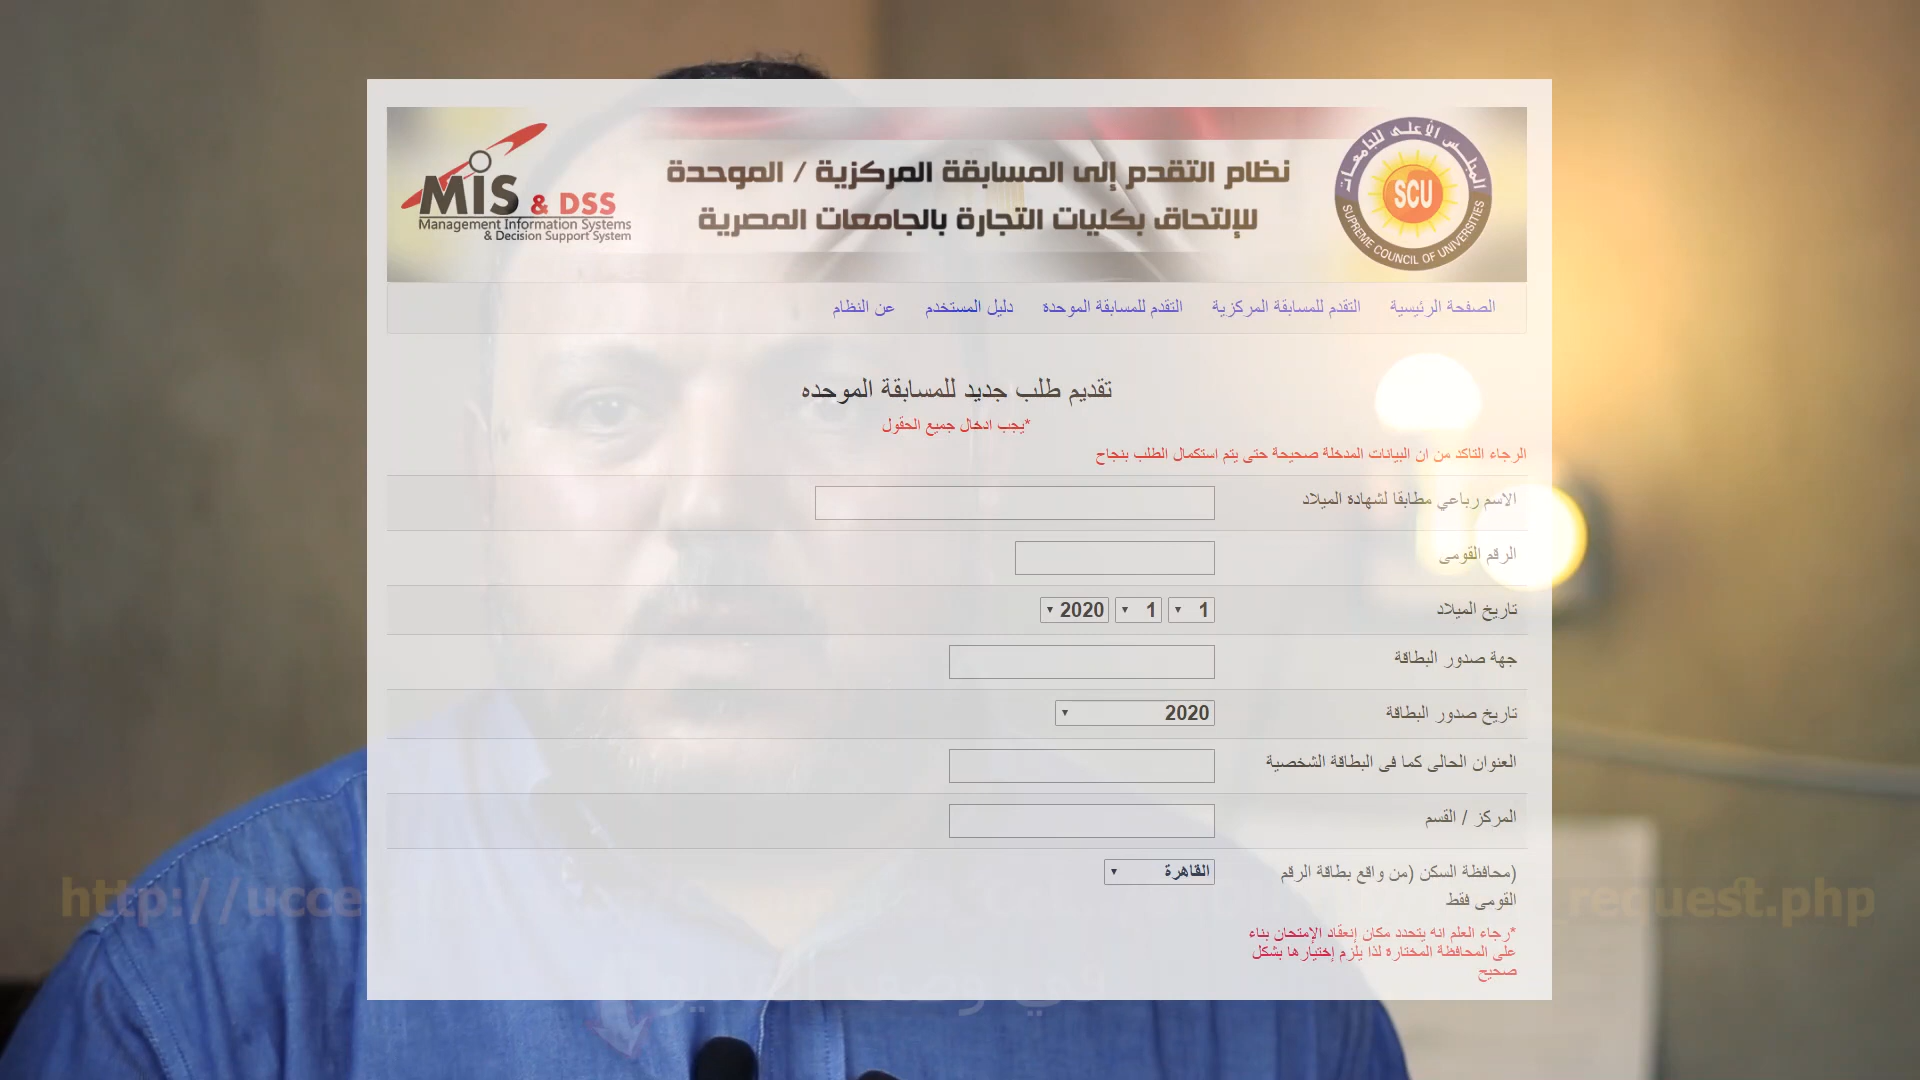 MIS & DSS
Management Information Systems
& Decision Support System
نظام التقدم إلى المسابقة المركزية / الموحدة
للإلتحاق بكليات التجارة بالجامعات المصرية
المجلس الأعلى للجامعات
SCU
SUPREME COUNCIL OF UNIVERSITIES
الصفحة الرئيسية التقدم للمسابقة المركزية التقدم للمسابقة الموحدة دليل المستخدم عن النظام
تقديم طلب جديد للمسابقة الموحده
*يجب ادخال جميع الحقول
الرجاء التاكد من ان البيانات المدخلة صحيحة حتى يتم استكمال الطلب بنجاح
الاسم رباعي مطابقا لشهادة الميلاد
الرقم القومى
تاريخ الميلاد 1 1 2020
جهة صدور البطاقة
تاريخ صدور البطاقة 2020
العنوان الحالى كما فى البطاقة الشخصية
المركز / القسم
(محافظة السكن (من واقع بطاقة الرقم القاهرة
القومى فقط
*رجاء العلم انه يتحدد مكان إنعقاد الإمتحان بناء
على المحافظة المختارة لذا يلزم إختيارها بشكل
صحيح
http://ucce request.php
في وصف